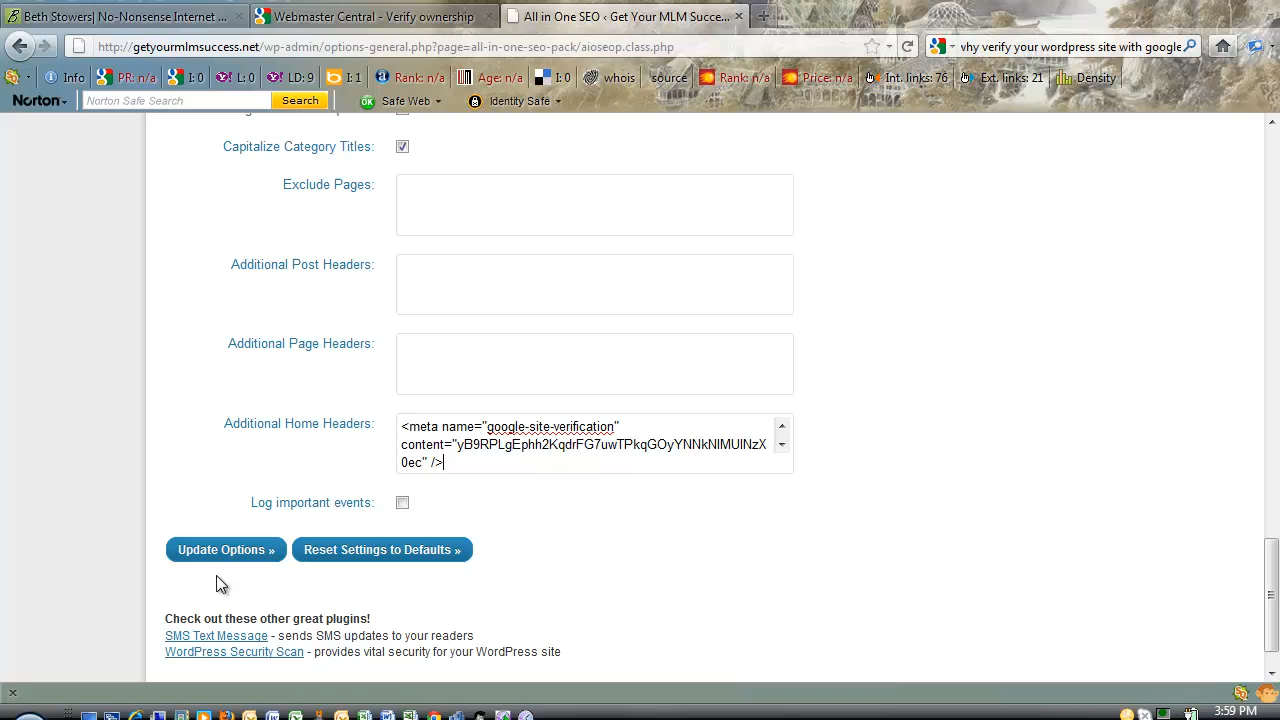 Beth Stowers| No-Nonsense Internet ... ×
Webmaster Central - Verify ownership ×
All in One SEO ‹ Get Your MLM Succe... ×
http://getyourmlmsuccess.net/wp-admin/options-general.php?page=all-in-one-seo-pack/aioseop.class.php
vhy verify your wordpress site with google
Info PR: n/a I: 0 L: 0 LD: 9 I: 1 Rank: n/a Age: n/a I: 0 whois source Rank: n/a Price: n/a Int. links: 76 Ext. links: 21 Density
Norton Norton Safe Search Search OK Safe Web Identity Safe
Capitalize Category Titles:
Exclude Pages:
Additional Post Headers:
Additional Page Headers:
Additional Home Headers:
<meta name="google-site-verification"
content="yB9RPLgEphh2KqdrFG7uwTPkqGOyYNNkNIMUINzX
0ec" />
Log important events:
Update Options » Reset Settings to Defaults »
Check out these other great plugins!
SMS Text Message - sends SMS updates to your readers
WordPress Security Scan - provides vital security for your WordPress site
3:59 PM